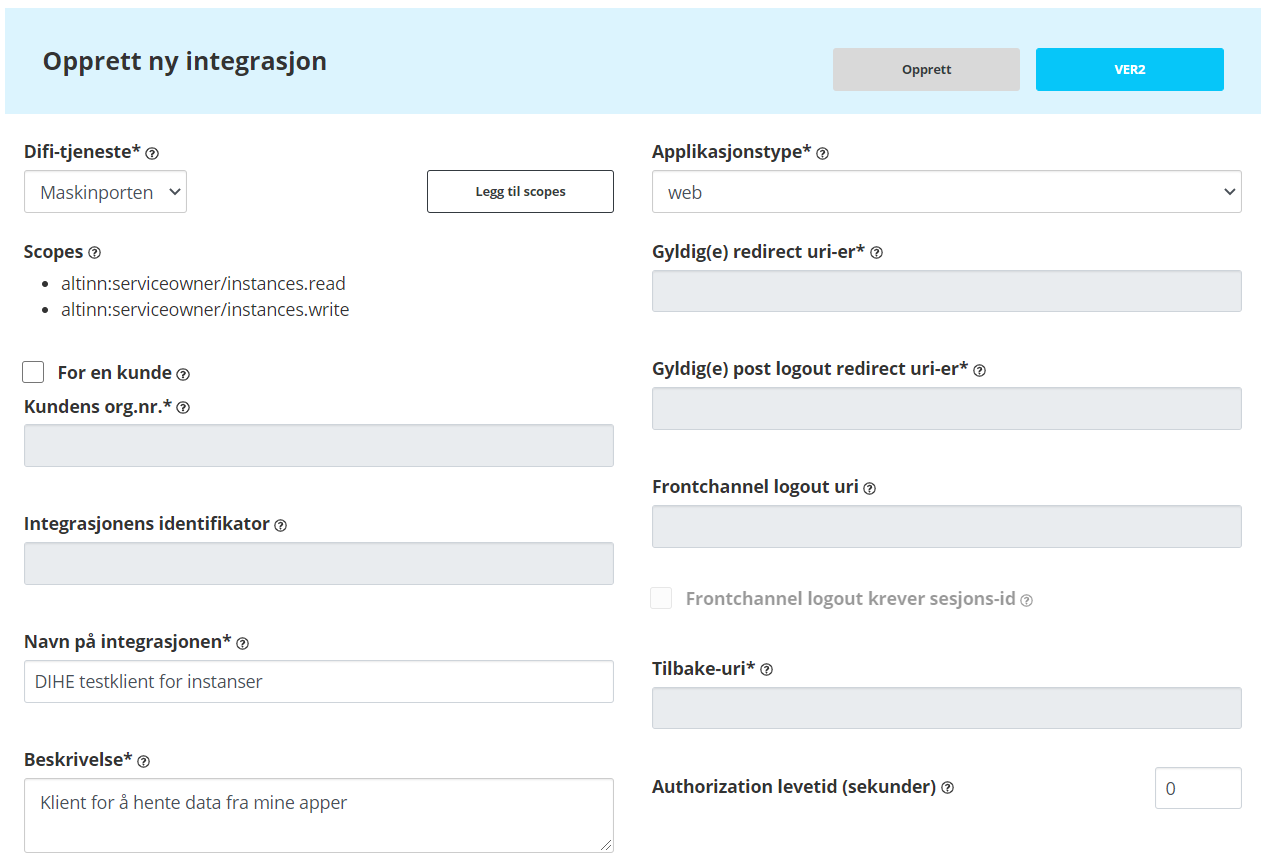 Opprett ny integrasjon
Opprett
VER2
Difi-tjeneste*
Maskinporten
Legg til scopes
Scopes
altinn:serviceowner/instances.read
altinn:serviceowner/instances.write
For en kunde
Kundens org.nr.*
Integrasjonens identifikator
Navn på integrasjonen*
DIHE testklient for instanser
Beskrivelse*
Klient for å hente data fra mine apper
Applikasjonstype*
web
Gyldig(e) redirect uri-er*
Gyldig(e) post logout redirect uri-er*
Frontchannel logout uri
Frontchannel logout krever sesjons-id
Tilbake-uri*
Authorization levetid (sekunder)
0